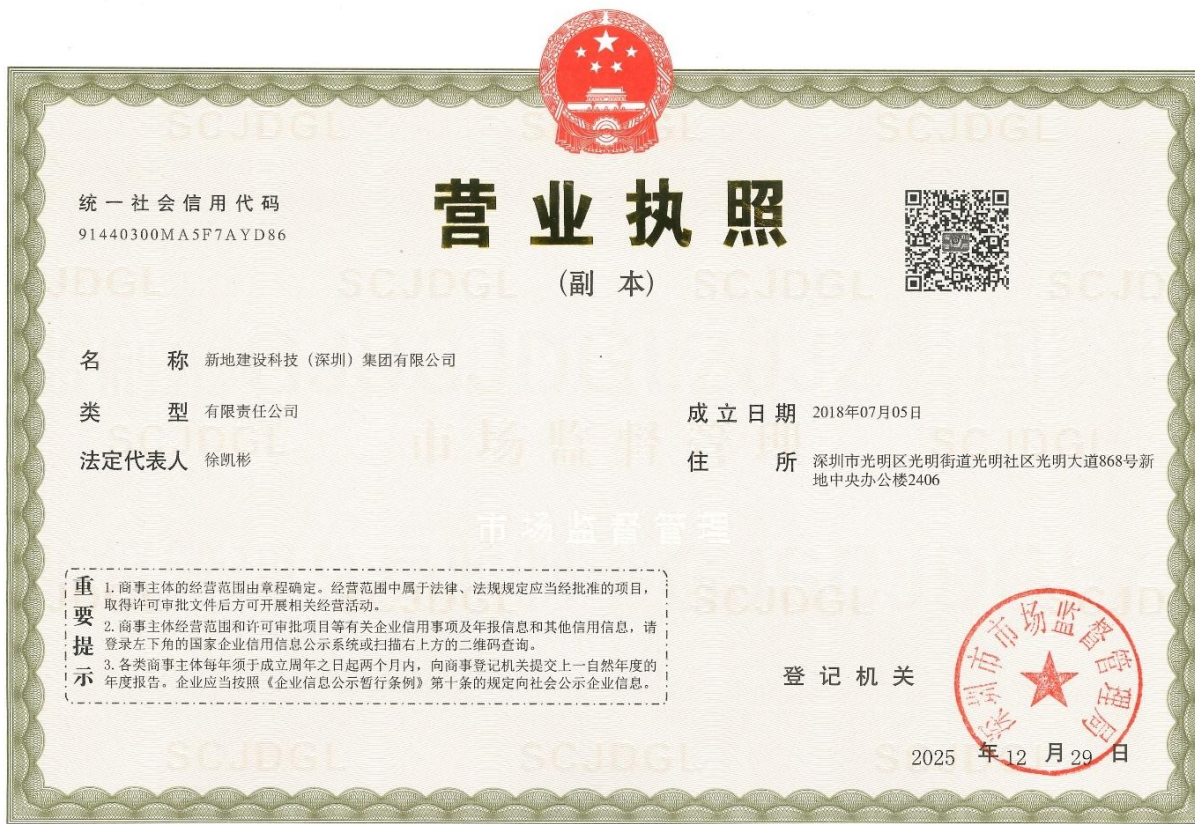 统一社会信用代码
91440300MA5F7AYD86
营业执照
(副 本)
名 称 新地建设科技（深圳）集团有限公司
类 型 有限责任公司
法定代表人 徐凯彬
成立日期 2018年07月05日
住 所 深圳市光明区光明街道光明社区光明大道868号新
地中央办公楼2406
重要提示
1. 商事主体的经营范围由章程确定。经营范围中属于法律、法规规定应当经批准的项目，
取得许可审批文件后方可开展相关经营活动。
2. 商事主体经营范围和许可审批项目等有关企业信用事项及年报信息和其他信用信息，请
登录左下角的国家企业信用信息公示系统或扫描右上方的二维码查询。
3. 各类商事主体每年须于成立周年之日起两个月内，向商事登记机关提交上一自然年度的
年度报告。企业应当按照《企业信息公示暂行条例》第十条的规定向社会公示企业信息。
登记机关
深圳市市场监督管理局
2025 年 12 月 29 日
SCJDGL
市场监督管理
市场监督管理